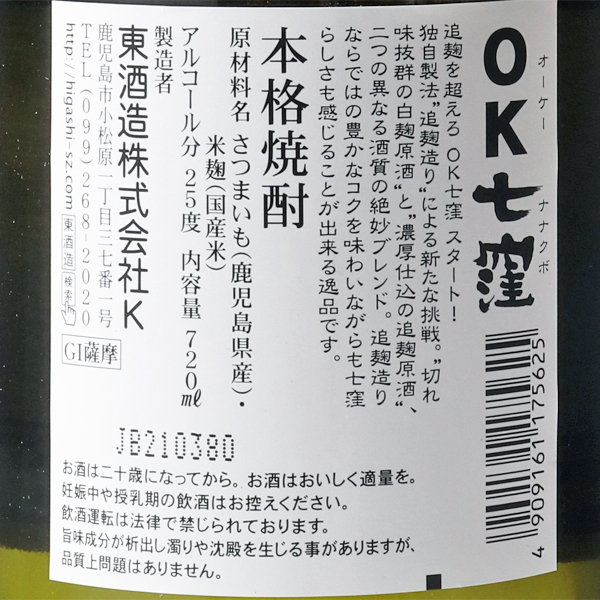 OK七窪
オーケー ナナクボ
追麹を超えろ OK七窪 スタート！
独自製法"追麹造り"による新たな挑戦。"切れ
味抜群の白麹原酒"と"濃厚仕込の追麹原酒"、
二つの異なる酒質の絶妙ブレンド。追麹造り
ならではの豊かなコクを味わいながらも七窪
らしさも感じることが出来る逸品です。
本格焼酎
原材料名 さつまいも(鹿児島県産)・
米麹(国産米)
アルコール分 25度 内容量 720㎖
製造者
東酒造株式会社K
鹿児島市小松原一丁目三七番一号
TEL(099)268-2020
http://higashi-sz.com 東酒造 検索
GI薩摩
JB210380
お酒は二十歳になってから。お酒はおいしく適量を。
妊娠中や授乳期の飲酒はお控えください。
飲酒運転は法律で禁じられております。
旨味成分が析出し濁りや沈殿を生じる事がありますが、
品質上問題はありません。
4 909161 175625